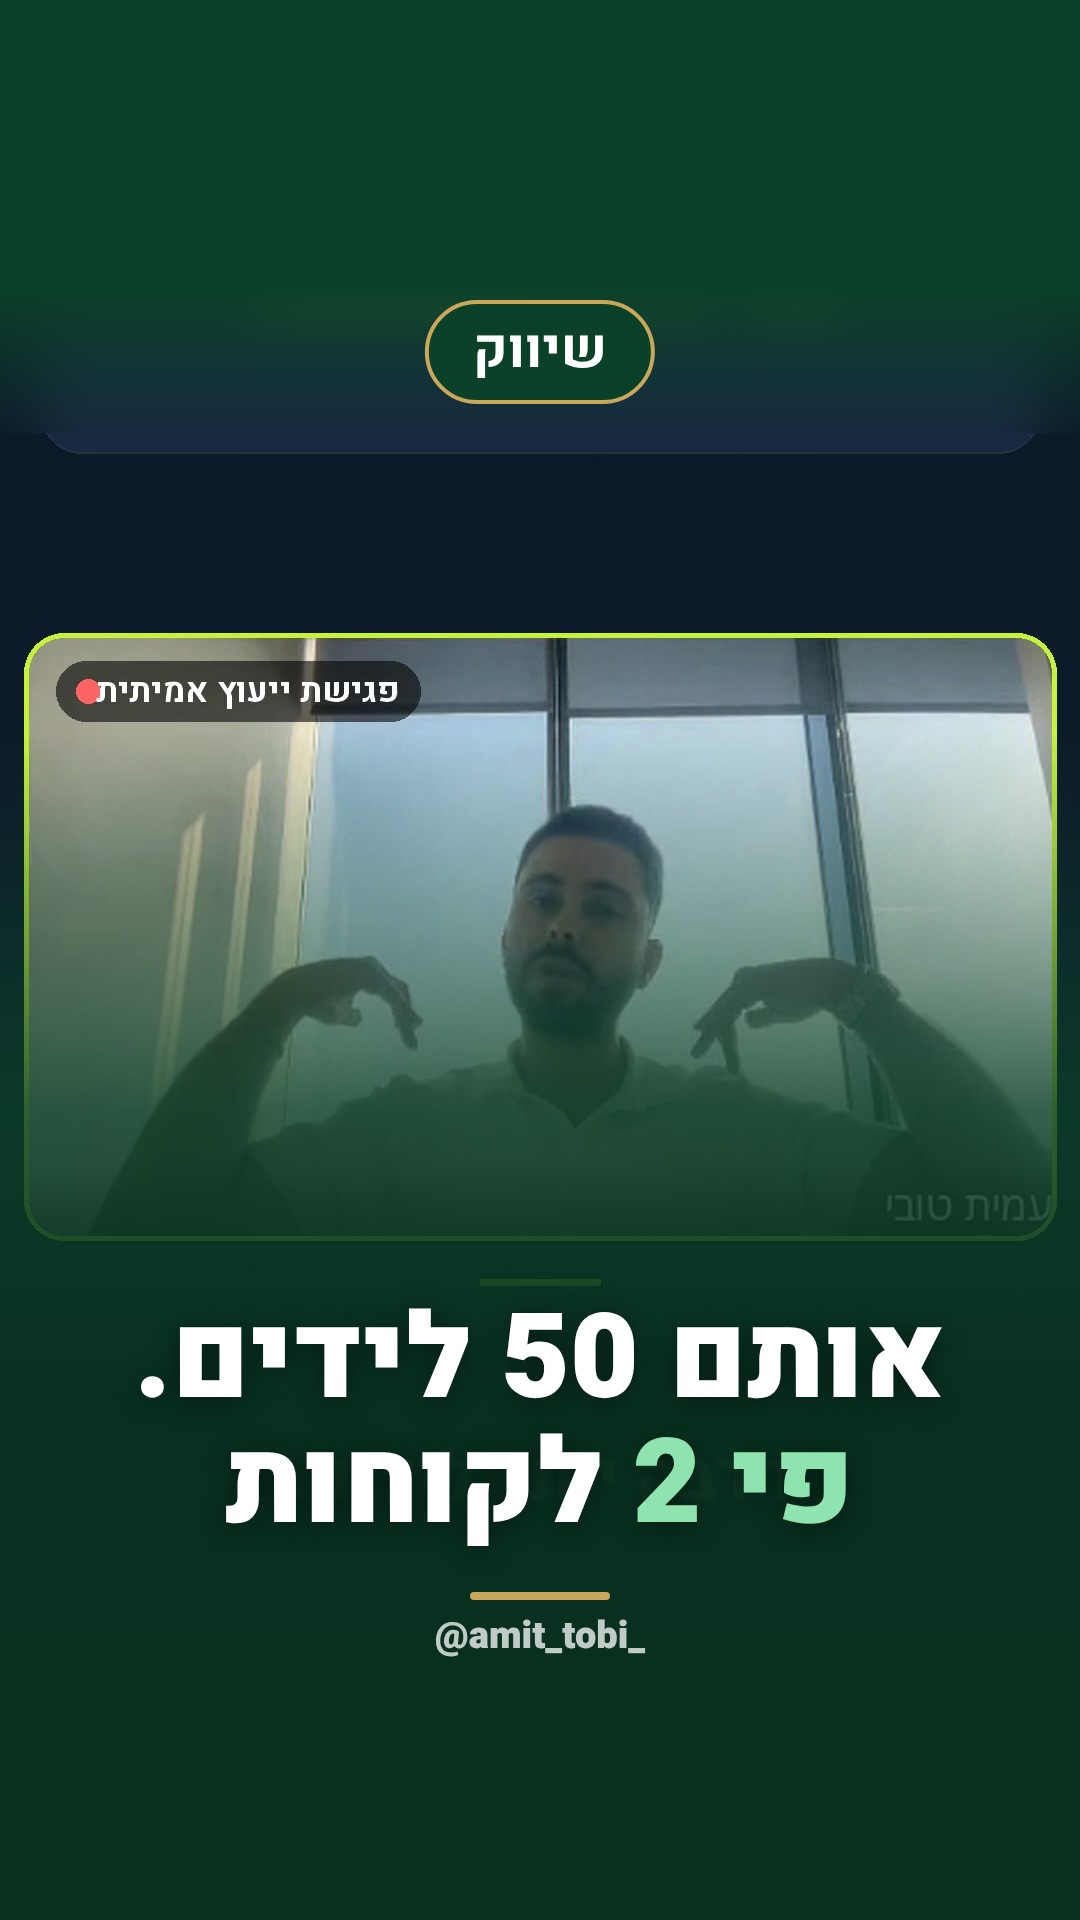 שיווק
פגישת ייעוץ אמיתית
עמית טובי
אותם 50 לידים.
פי 2 לקוחות
@amit_tobi_